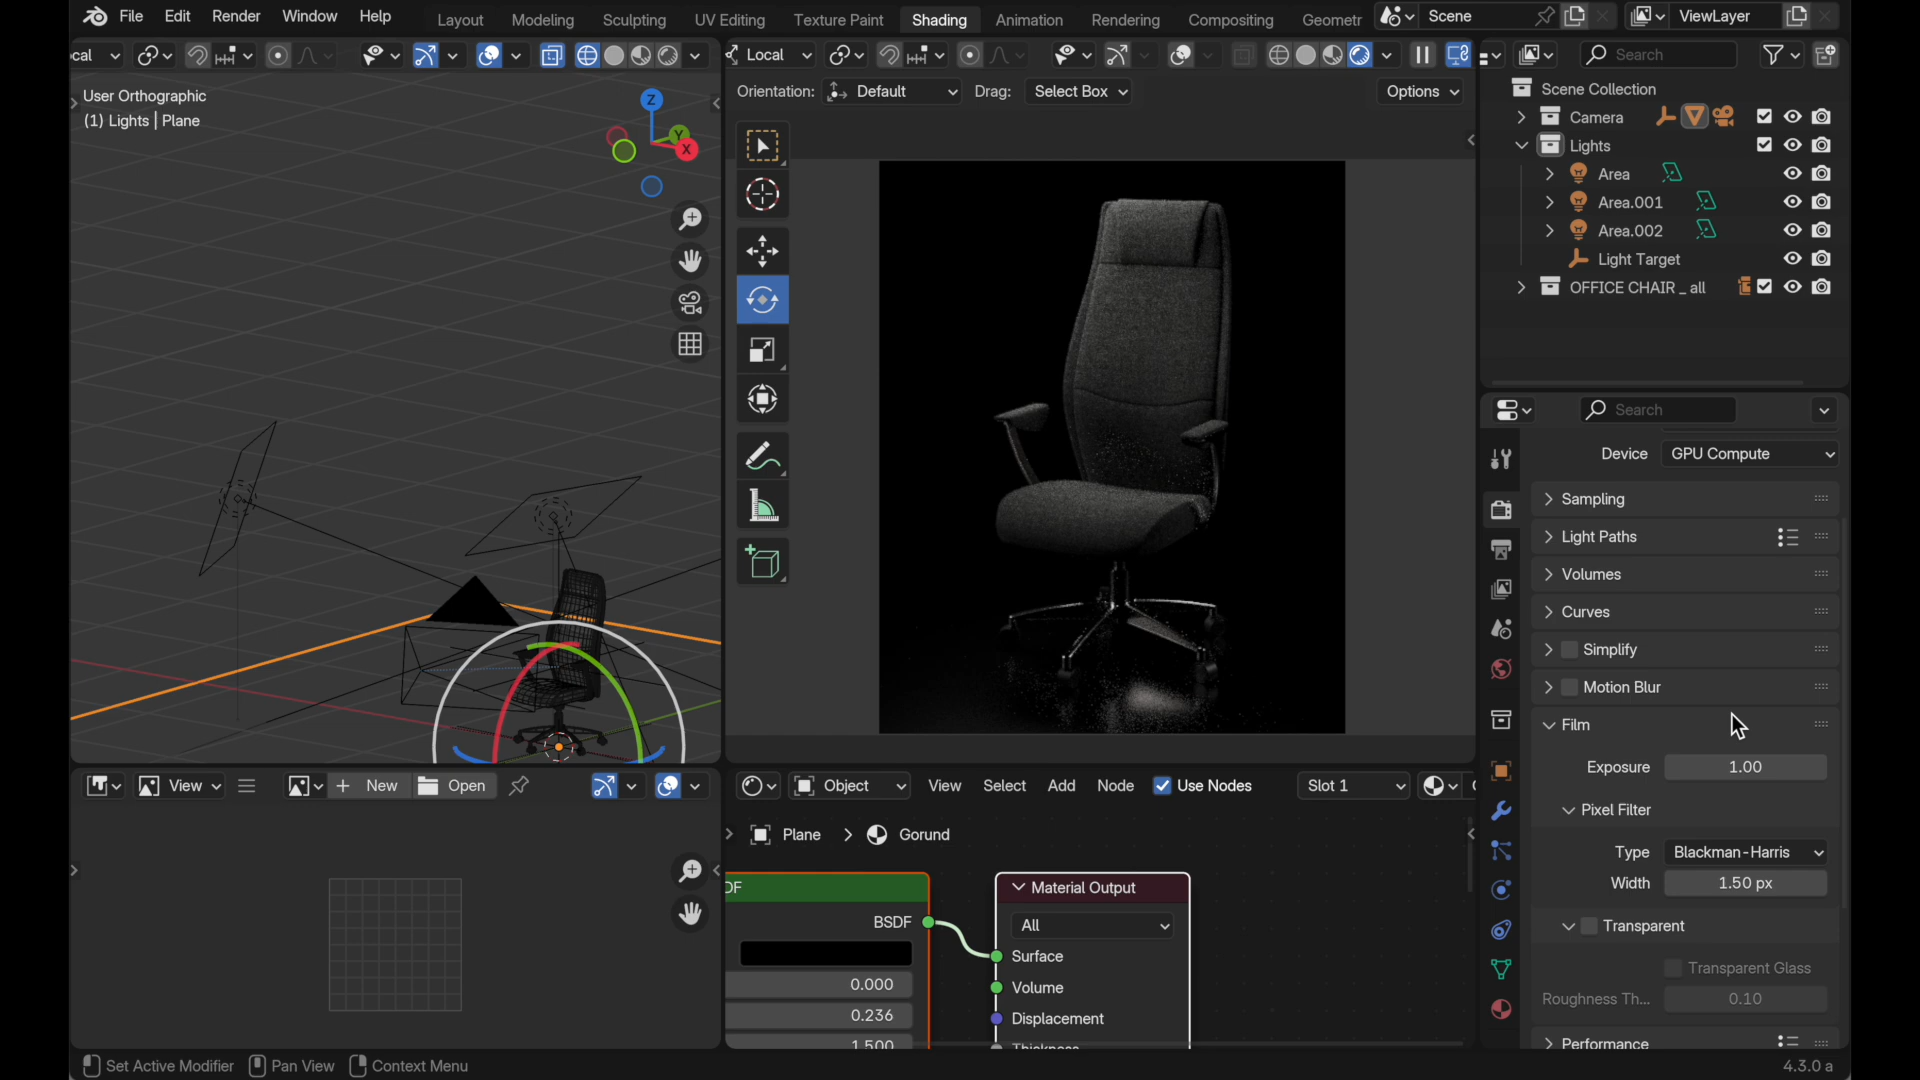 File Edit Render Window Help Layout Modeling Sculpting UV Editing Texture Paint Shading Animation Rendering Compositing Geometr Scene ViewLayer
cal
Local
Search
Orientation: Default Drag: Select Box Options
User Orthographic
(1) Lights | Plane
Z
Y
X
Scene Collection
Camera
Lights
Area
Area.001
Area.002
Light Target
OFFICE CHAIR _ all
Search
Device GPU Compute
Sampling
Light Paths
Volumes
Curves
Simplify
Motion Blur
Film
Exposure 1.00
Pixel Filter
Type Blackman-Harris
Width 1.50 px
Transparent
Transparent Glass
Roughness Th... 0.10
Performance
View New Open
Object View Select Add Node Use Nodes Slot 1
Plane > Gorund
DF
BSDF
0.000
0.236
1.500
Material Output
All
Surface
Volume
Displacement
Thickness
Set Active Modifier Pan View Context Menu 4.3.0 a